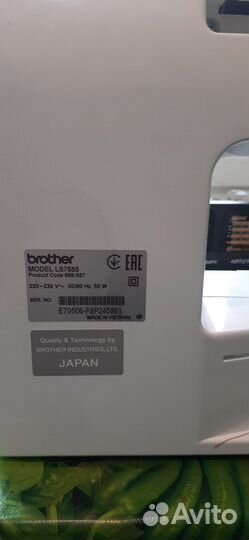 brother
MODEL LS7555
Product Code 888-X67
EAC
220-230 V~ 50/60 Hz 50 W
SER. NO.
E79506-F8P245861
MADE IN VIETNAM
Quality & Technology by
BROTHER INDUSTRIES, LTD.
JAPAN
Avito